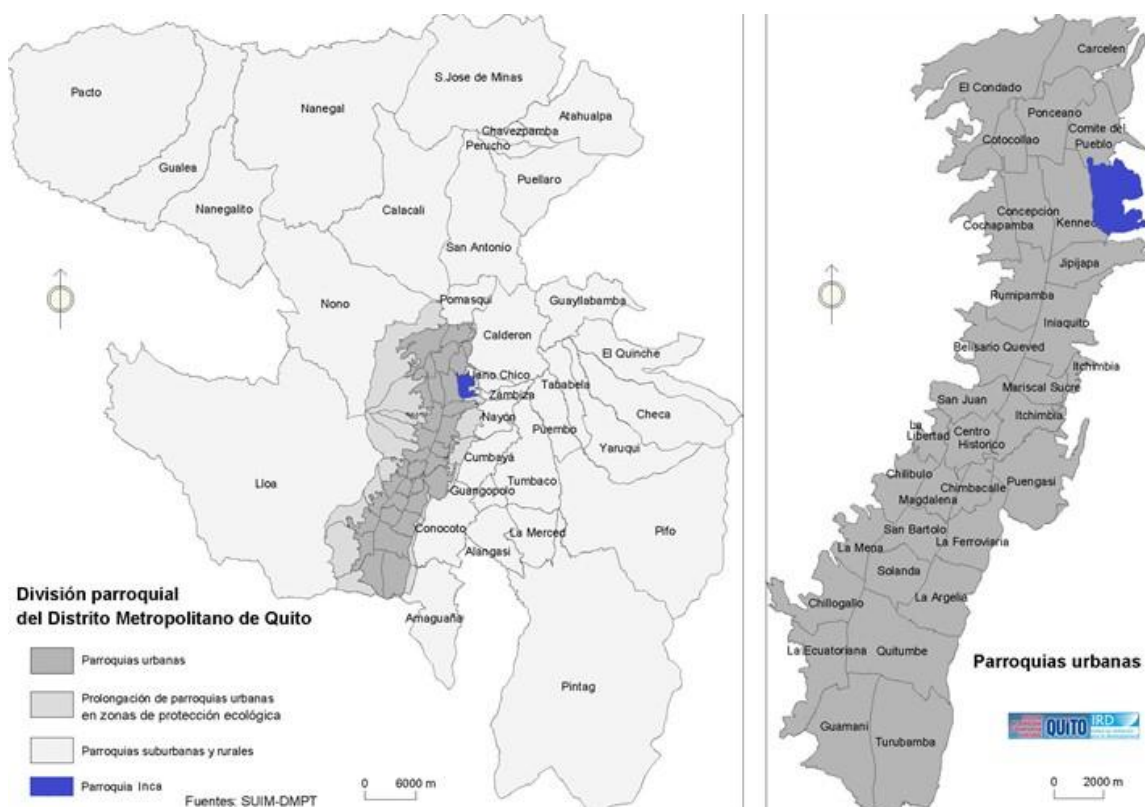 Pacto
Nanegal
S.Jose de Minas
Atahualpa
Chavezpamba
Perucho
Gualea
Puellaro
Nanegalito
Calacali
San Antonio
Nono
Pomasqui
Guayllabamba
Calderon
El Quinche
Llano Chico
Tababela
Zámbiza
Checa
Nayón
Puembo
Yaruqui
Cumbayá
Lloa
Tumbaco
Guangopolo
Conocoto
La Merced
Pifo
Alangasi
Amaguaña
Pintag
División parroquial
del Distrito Metropolitano de Quito
Parroquias urbanas
Prolongación de parroquias urbanas
en zonas de protección ecológica
Parroquias suburbanas y rurales
Parroquia Inca
Fuentes: SUIM-DMPT
0 6000 m
Carcelen
El Condado
Ponceano
Comite del
Pueblo
Cotocollao
Concepcion
Cochapamba
Kenned
Jipijapa
Rumipamba
Iniaquito
Belisario Queved
Itchimbia
Mariscal Sucre
San Juan
Itchimbia
La
Libertad
Centro
Historico
Chilibulo
Puengasi
Chimbacalle
Magdalena
San Bartolo
La Ferroviaria
La Mena
Solanda
La Argelia
Chillogallo
La Ecuatoriana
Quitumbe
Parroquias urbanas
Guamani
Turubamba
QUITO
IRD
0 2000 m